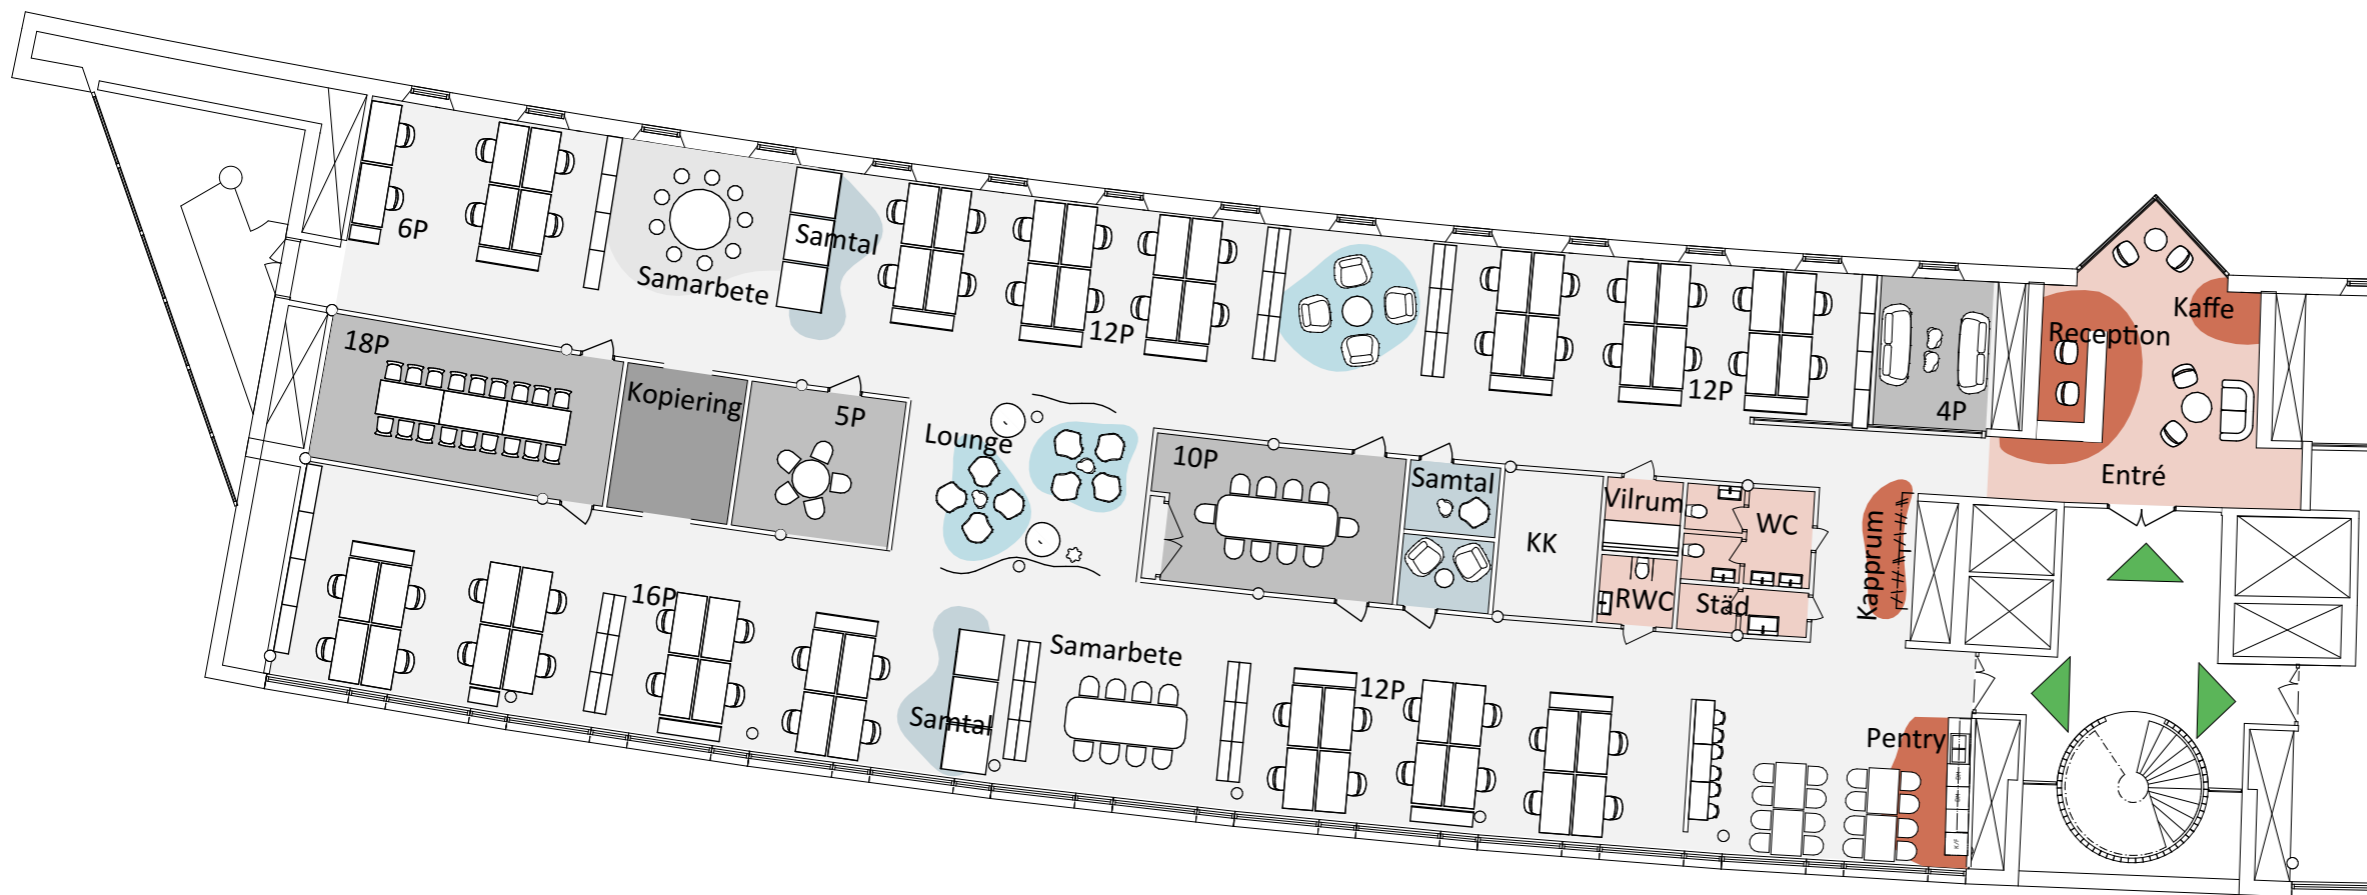 6P
Samarbete
Samtal
12P
12P
4P
Reception
Kaffe
Entré
18P
Kopiering
5P
Lounge
10P
Samtal
KK
Vilrum
WC
RWC
Städ
Kapprum
16P
Samtal
Samarbete
12P
Pentry